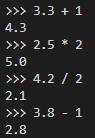 >>> 3.3 + 1
4.3
>>> 2.5 * 2
5.0
>>> 4.2 / 2
2.1
>>> 3.8 - 1
2.8